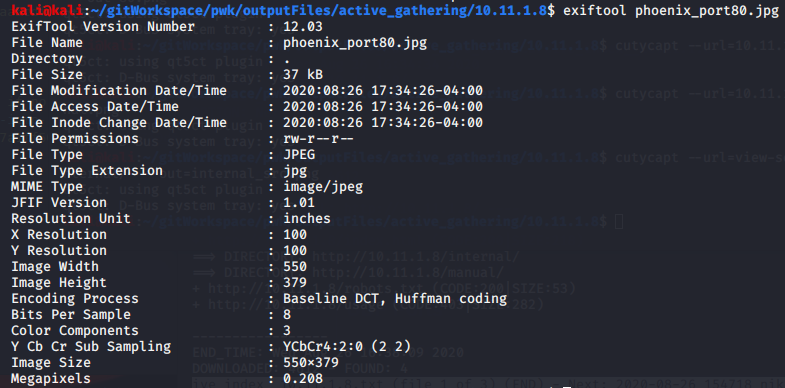 kali@kali:~/gitWorkspace/pwk/outputFiles/active_gathering/10.11.1.8$ exiftool phoenix_port80.jpg
ExifTool Version Number : 12.03
File Name : phoenix_port80.jpg
Directory : .
File Size : 37 kB
File Modification Date/Time : 2020:08:26 17:34:26-04:00
File Access Date/Time : 2020:08:26 17:34:26-04:00
File Inode Change Date/Time : 2020:08:26 17:34:26-04:00
File Permissions : rw-r--r--
File Type : JPEG
File Type Extension : jpg
MIME Type : image/jpeg
JFIF Version : 1.01
Resolution Unit : inches
X Resolution : 100
Y Resolution : 100
Image Width : 550
Image Height : 379
Encoding Process : Baseline DCT, Huffman coding
Bits Per Sample : 8
Color Components : 3
Y Cb Cr Sub Sampling : YCbCr4:2:0 (2 2)
Image Size : 550×379
Megapixels : 0.208